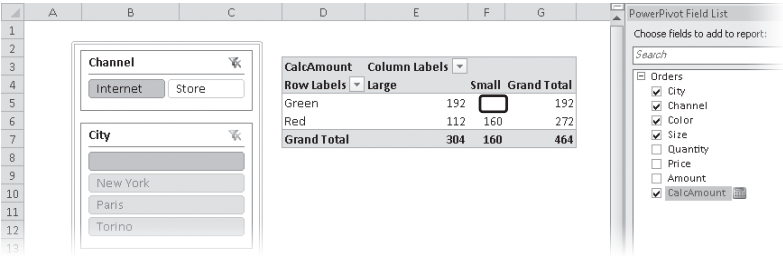 A B C D E F G
1
2
3
4
5
6
7
8
9
10
11
12
13
Channel
Internet Store
City
New York
Paris
Torino
CalcAmount Column Labels
Row Labels Large Small Grand Total
Green 192 192
Red 112 160 272
Grand Total 304 160 464
PowerPivot Field List
Choose fields to add to report:
Search
Orders
City
Channel
Color
Size
Quantity
Price
Amount
CalcAmount